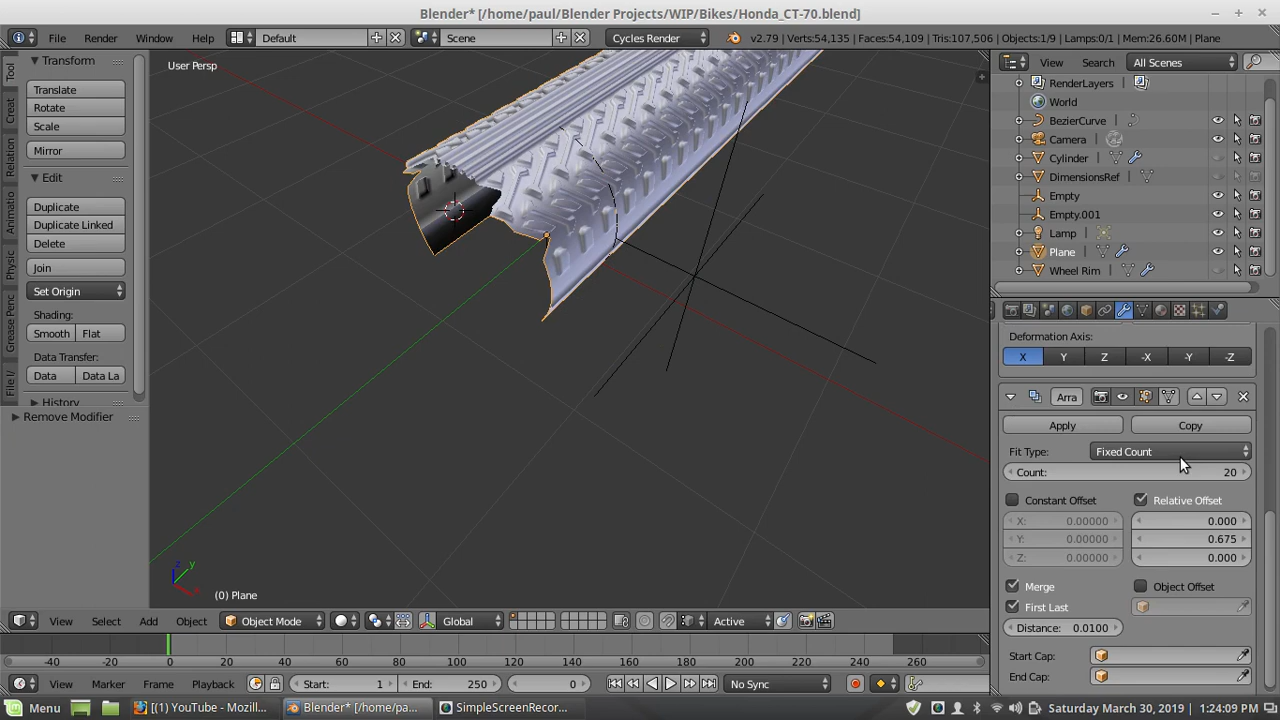 Blender* [/home/paul/Blender Projects/WIP/Bikes/Honda_CT-70.blend]
File Render Window Help Default Scene Cycles Render v2.79 | Verts:54,135 | Faces:54,109 | Tris:107,506 | Objects:1/9 | Lamps:0/1 | Mem:26.60M | Plane
Tool
Creat
Relation
Animatio
Physic
Grease Penc
File I/
Transform
Translate
Rotate
Scale
Mirror
Edit
Duplicate
Duplicate Linked
Delete
Join
Set Origin
Shading:
Smooth Flat
Data Transfer:
Data Data La
History
Remove Modifier
User Persp
z y
x
(0) Plane
View Search All Scenes
RenderLayers
World
BezierCurve
Camera
Cylinder
DimensionsRef
Empty
Empty.001
Lamp
Plane
Wheel Rim
Deformation Axis:
X Y Z -X -Y -Z
Arra
Apply Copy
Fit Type: Fixed Count
Count: 20
Constant Offset Relative Offset
X: 0.00000 0.000
Y: 0.00000 0.675
Z: 0.00000 0.000
Merge Object Offset
First Last
Distance: 0.0100
Start Cap:
End Cap:
View Select Add Object Object Mode Global Active
-40 -20 0 20 40 60 80 100 120 140 160 180 200 220 240 260
View Marker Frame Playback Start: 1 End: 250 0 No Sync
Menu [(1) YouTube - Mozill... Blender* [/home/pa... SimpleScreenRecor... Saturday March 30, 2019 1:24:09 PM